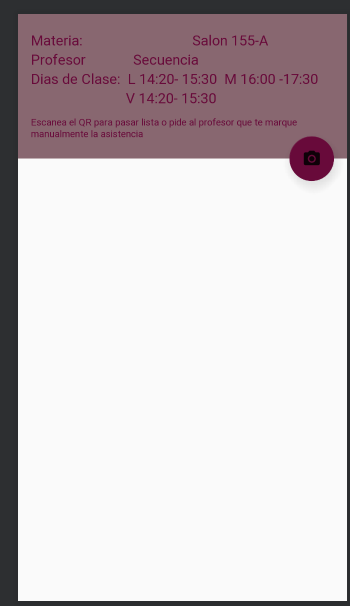 Materia: Salon 155-A
Profesor Secuencia
Dias de Clase: L 14:20- 15:30 M 16:00 -17:30
V 14:20- 15:30
Escanea el QR para pasar lista o pide al profesor que te marque
manualmente la asistencia